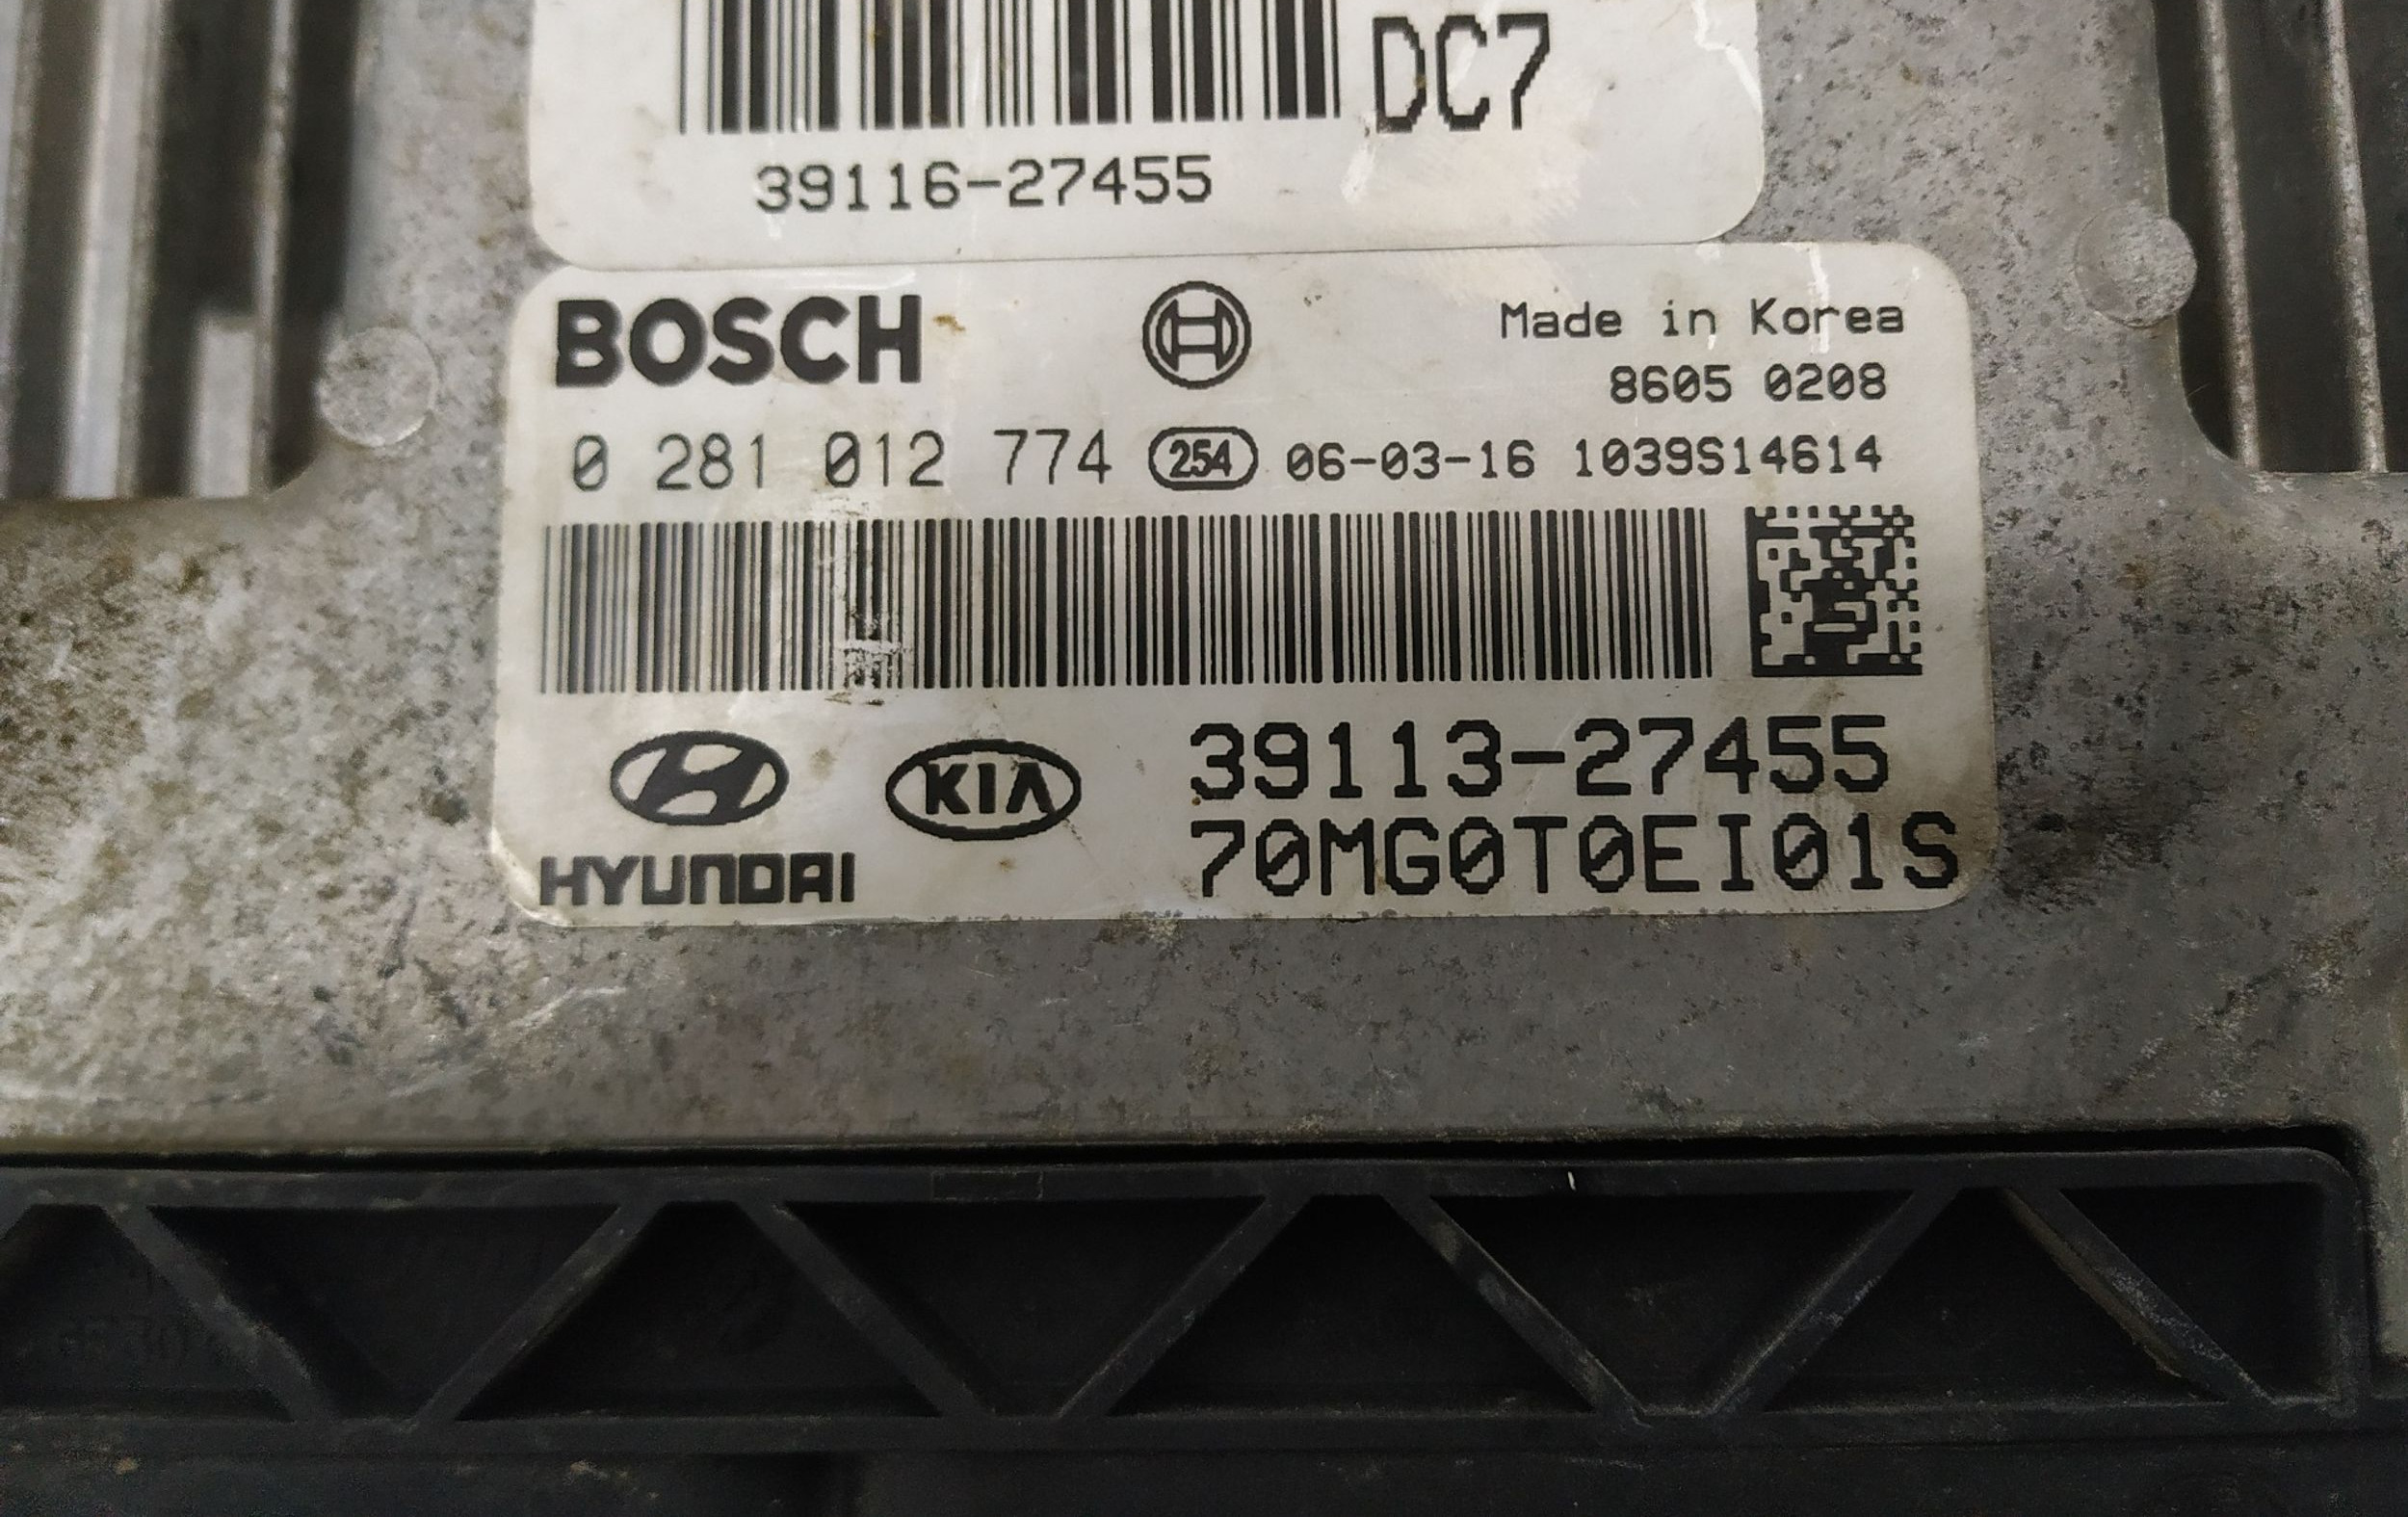 DC7
39116-27455
BOSCH
Made in Korea
8605 0208
0 281 012 774 254 06-03-16 1039S14614
KIA 39113-27455
HYUNDAI 70MG0T0EI01S